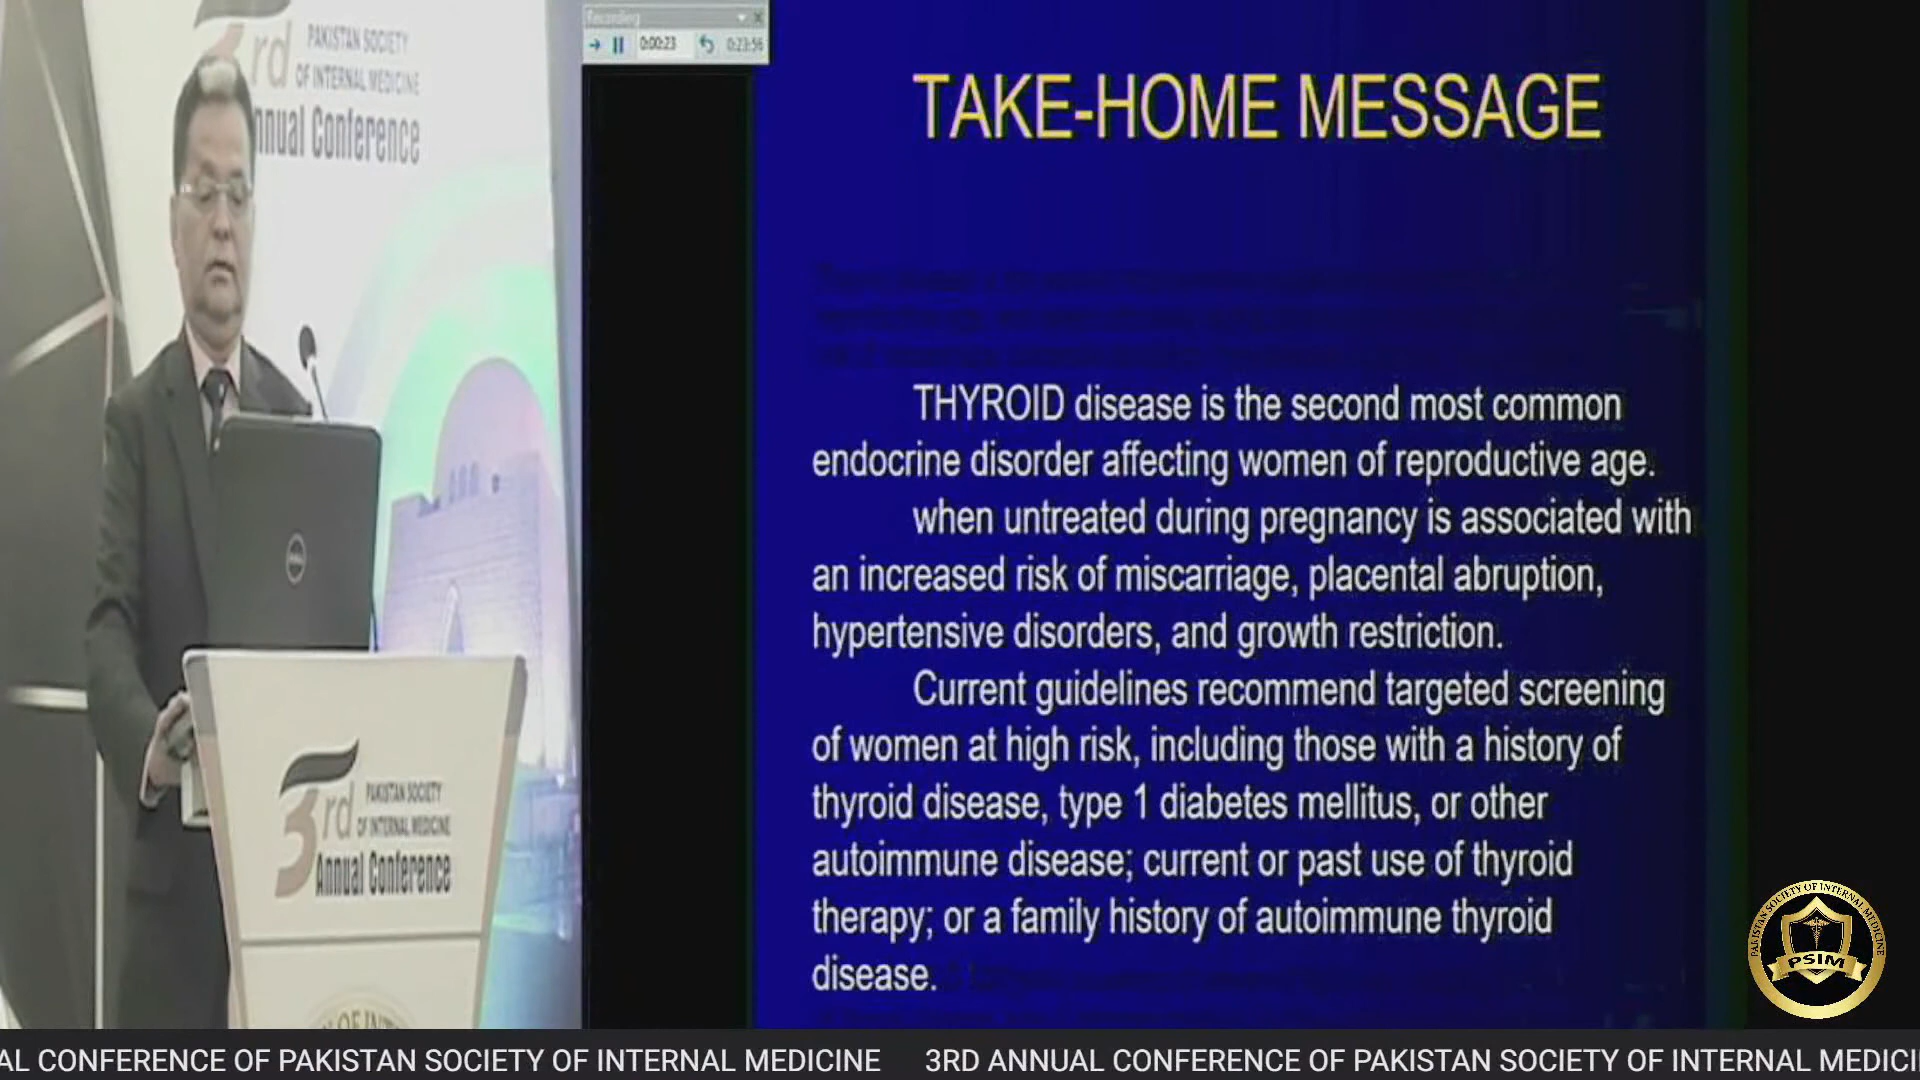 3rd PAKISTAN SOCIETY
OF INTERNAL MEDICINE
Annual Conference
Recording
0:00:23
0:23:56
TAKE-HOME MESSAGE
THYROID disease is the second most common
endocrine disorder affecting women of reproductive age.
when untreated during pregnancy is associated with
an increased risk of miscarriage, placental abruption,
hypertensive disorders, and growth restriction.
Current guidelines recommend targeted screening
of women at high risk, including those with a history of
thyroid disease, type 1 diabetes mellitus, or other
autoimmune disease; current or past use of thyroid
therapy; or a family history of autoimmune thyroid
disease.
3rd PAKISTAN SOCIETY
OF INTERNAL MEDICINE
Annual Conference
DELL
OF INTE
PAKISTAN SOCIETY OF INTERNAL MEDICINE
PSIM
AL CONFERENCE OF PAKISTAN SOCIETY OF INTERNAL MEDICINE 3RD ANNUAL CONFERENCE OF PAKISTAN SOCIETY OF INTERNAL MEDICI